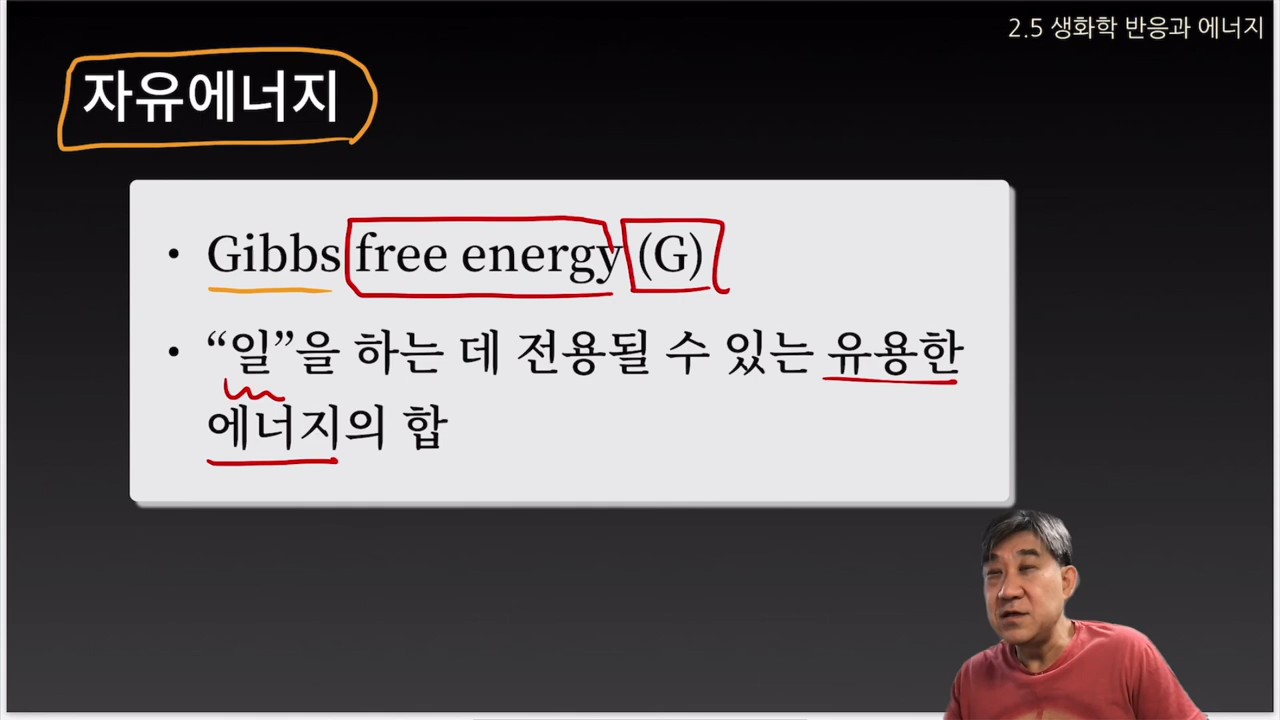 2.5 생화학 반응과 에너지
자유에너지
• Gibbs free energy (G)
• “일”을 하는 데 전용될 수 있는 유용한
에너지의 합